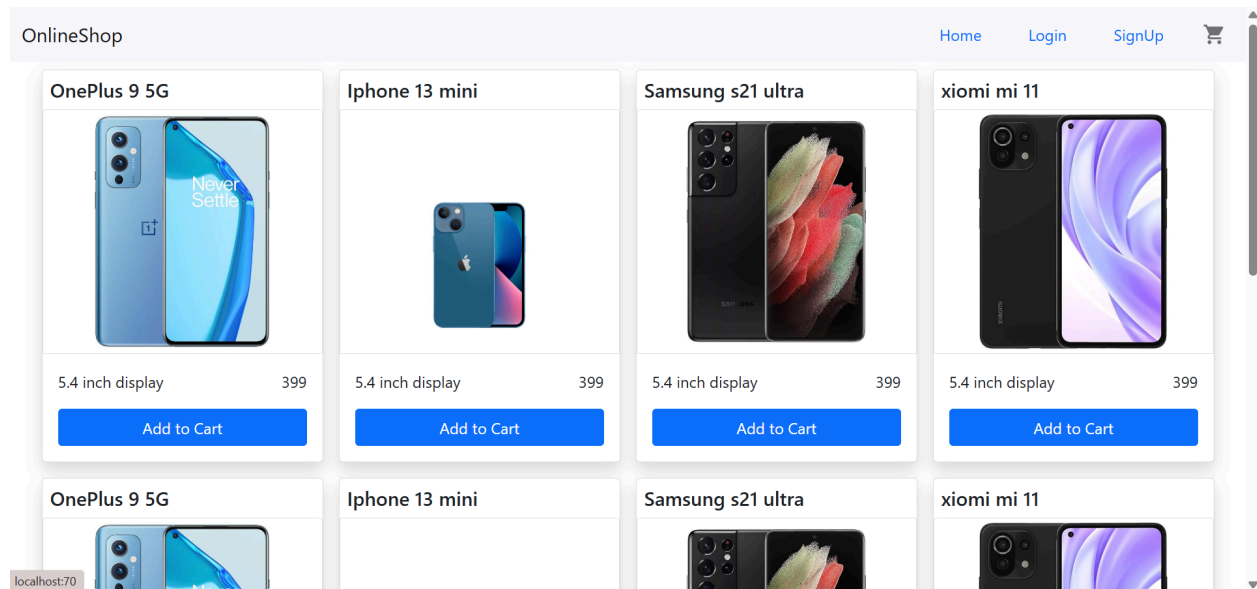 OnlineShop Home Login SignUp
OnePlus 9 5G Iphone 13 mini Samsung s21 ultra xiomi mi 11
Never
Settle
SAMSUNG
xiaomi
5.4 inch display 399 5.4 inch display 399 5.4 inch display 399 5.4 inch display 399
Add to Cart Add to Cart Add to Cart Add to Cart
OnePlus 9 5G Iphone 13 mini Samsung s21 ultra xiomi mi 11
localhost:70